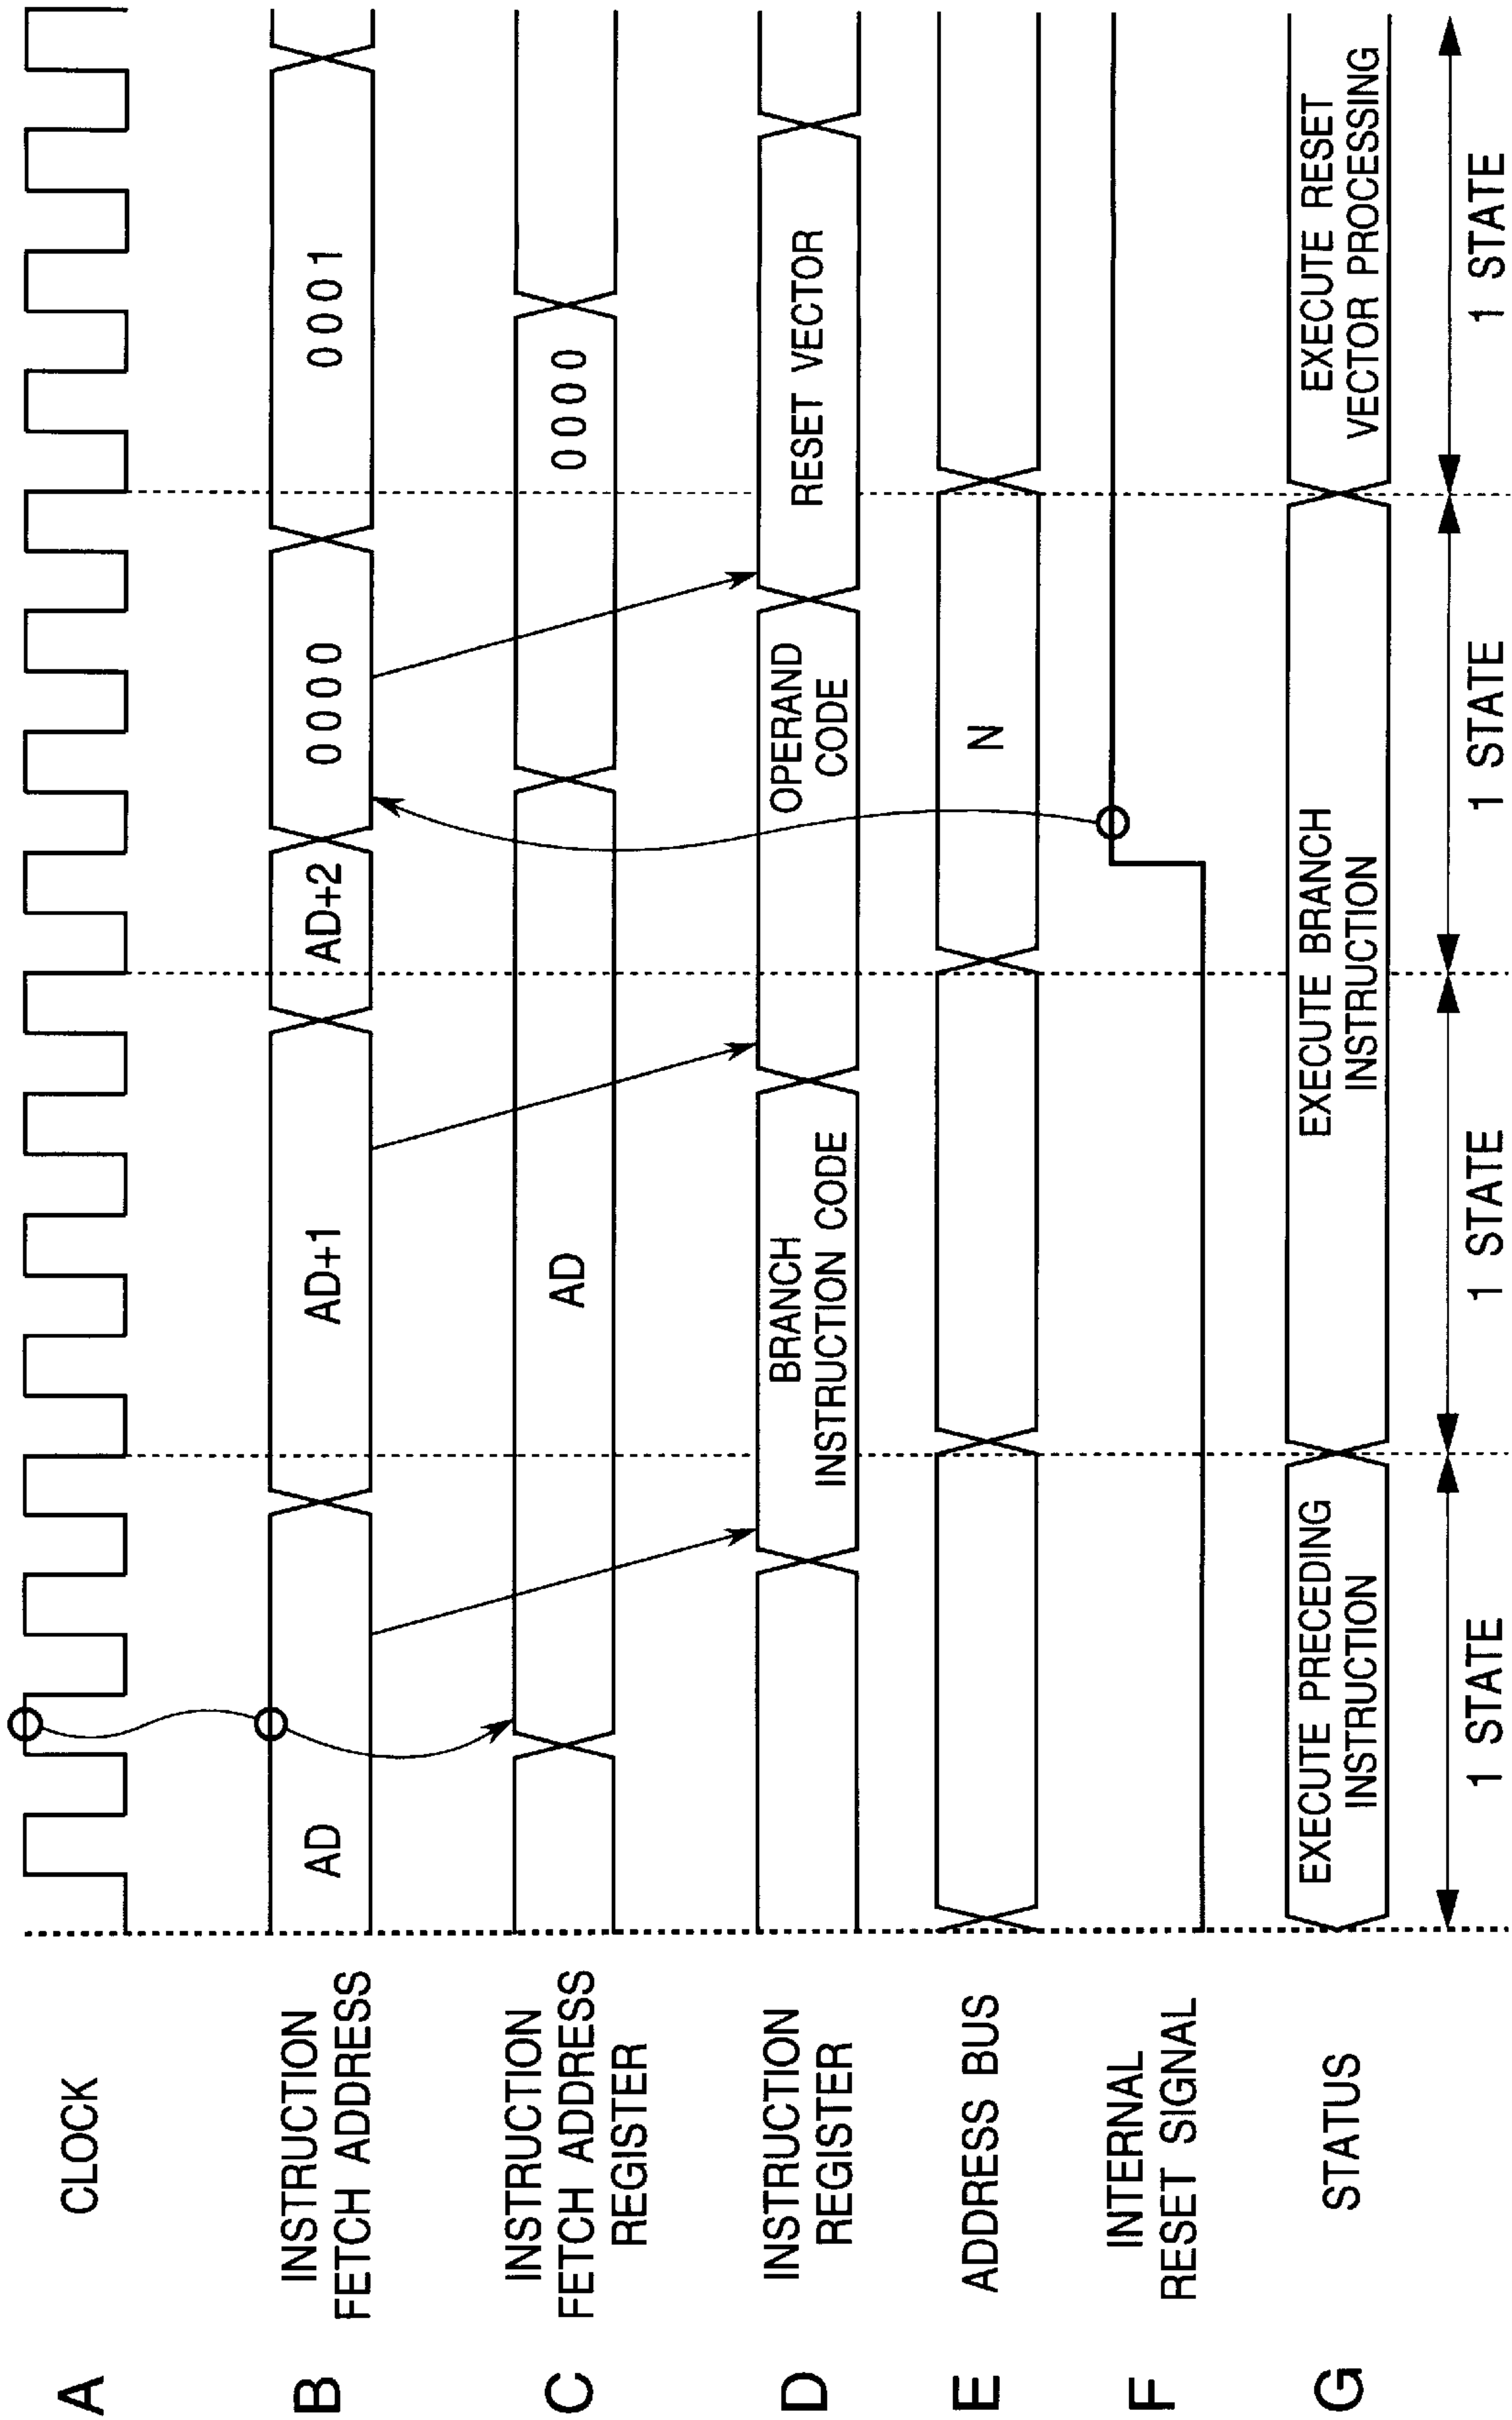 A
CLOCK
B
INSTRUCTION
FETCH ADDRESS
AD
AD+1
AD+2
0000
0001
C
INSTRUCTION
FETCH ADDRESS
REGISTER
AD
0000
D
INSTRUCTION
REGISTER
BRANCH
INSTRUCTION CODE
OPERAND
CODE
RESET VECTOR
E
ADDRESS BUS
N
F
INTERNAL
RESET SIGNAL
G
STATUS
EXECUTE PRECEDING
INSTRUCTION
EXECUTE BRANCH
INSTRUCTION
EXECUTE RESET
VECTOR PROCESSING
1 STATE
1 STATE
1 STATE
1 STATE